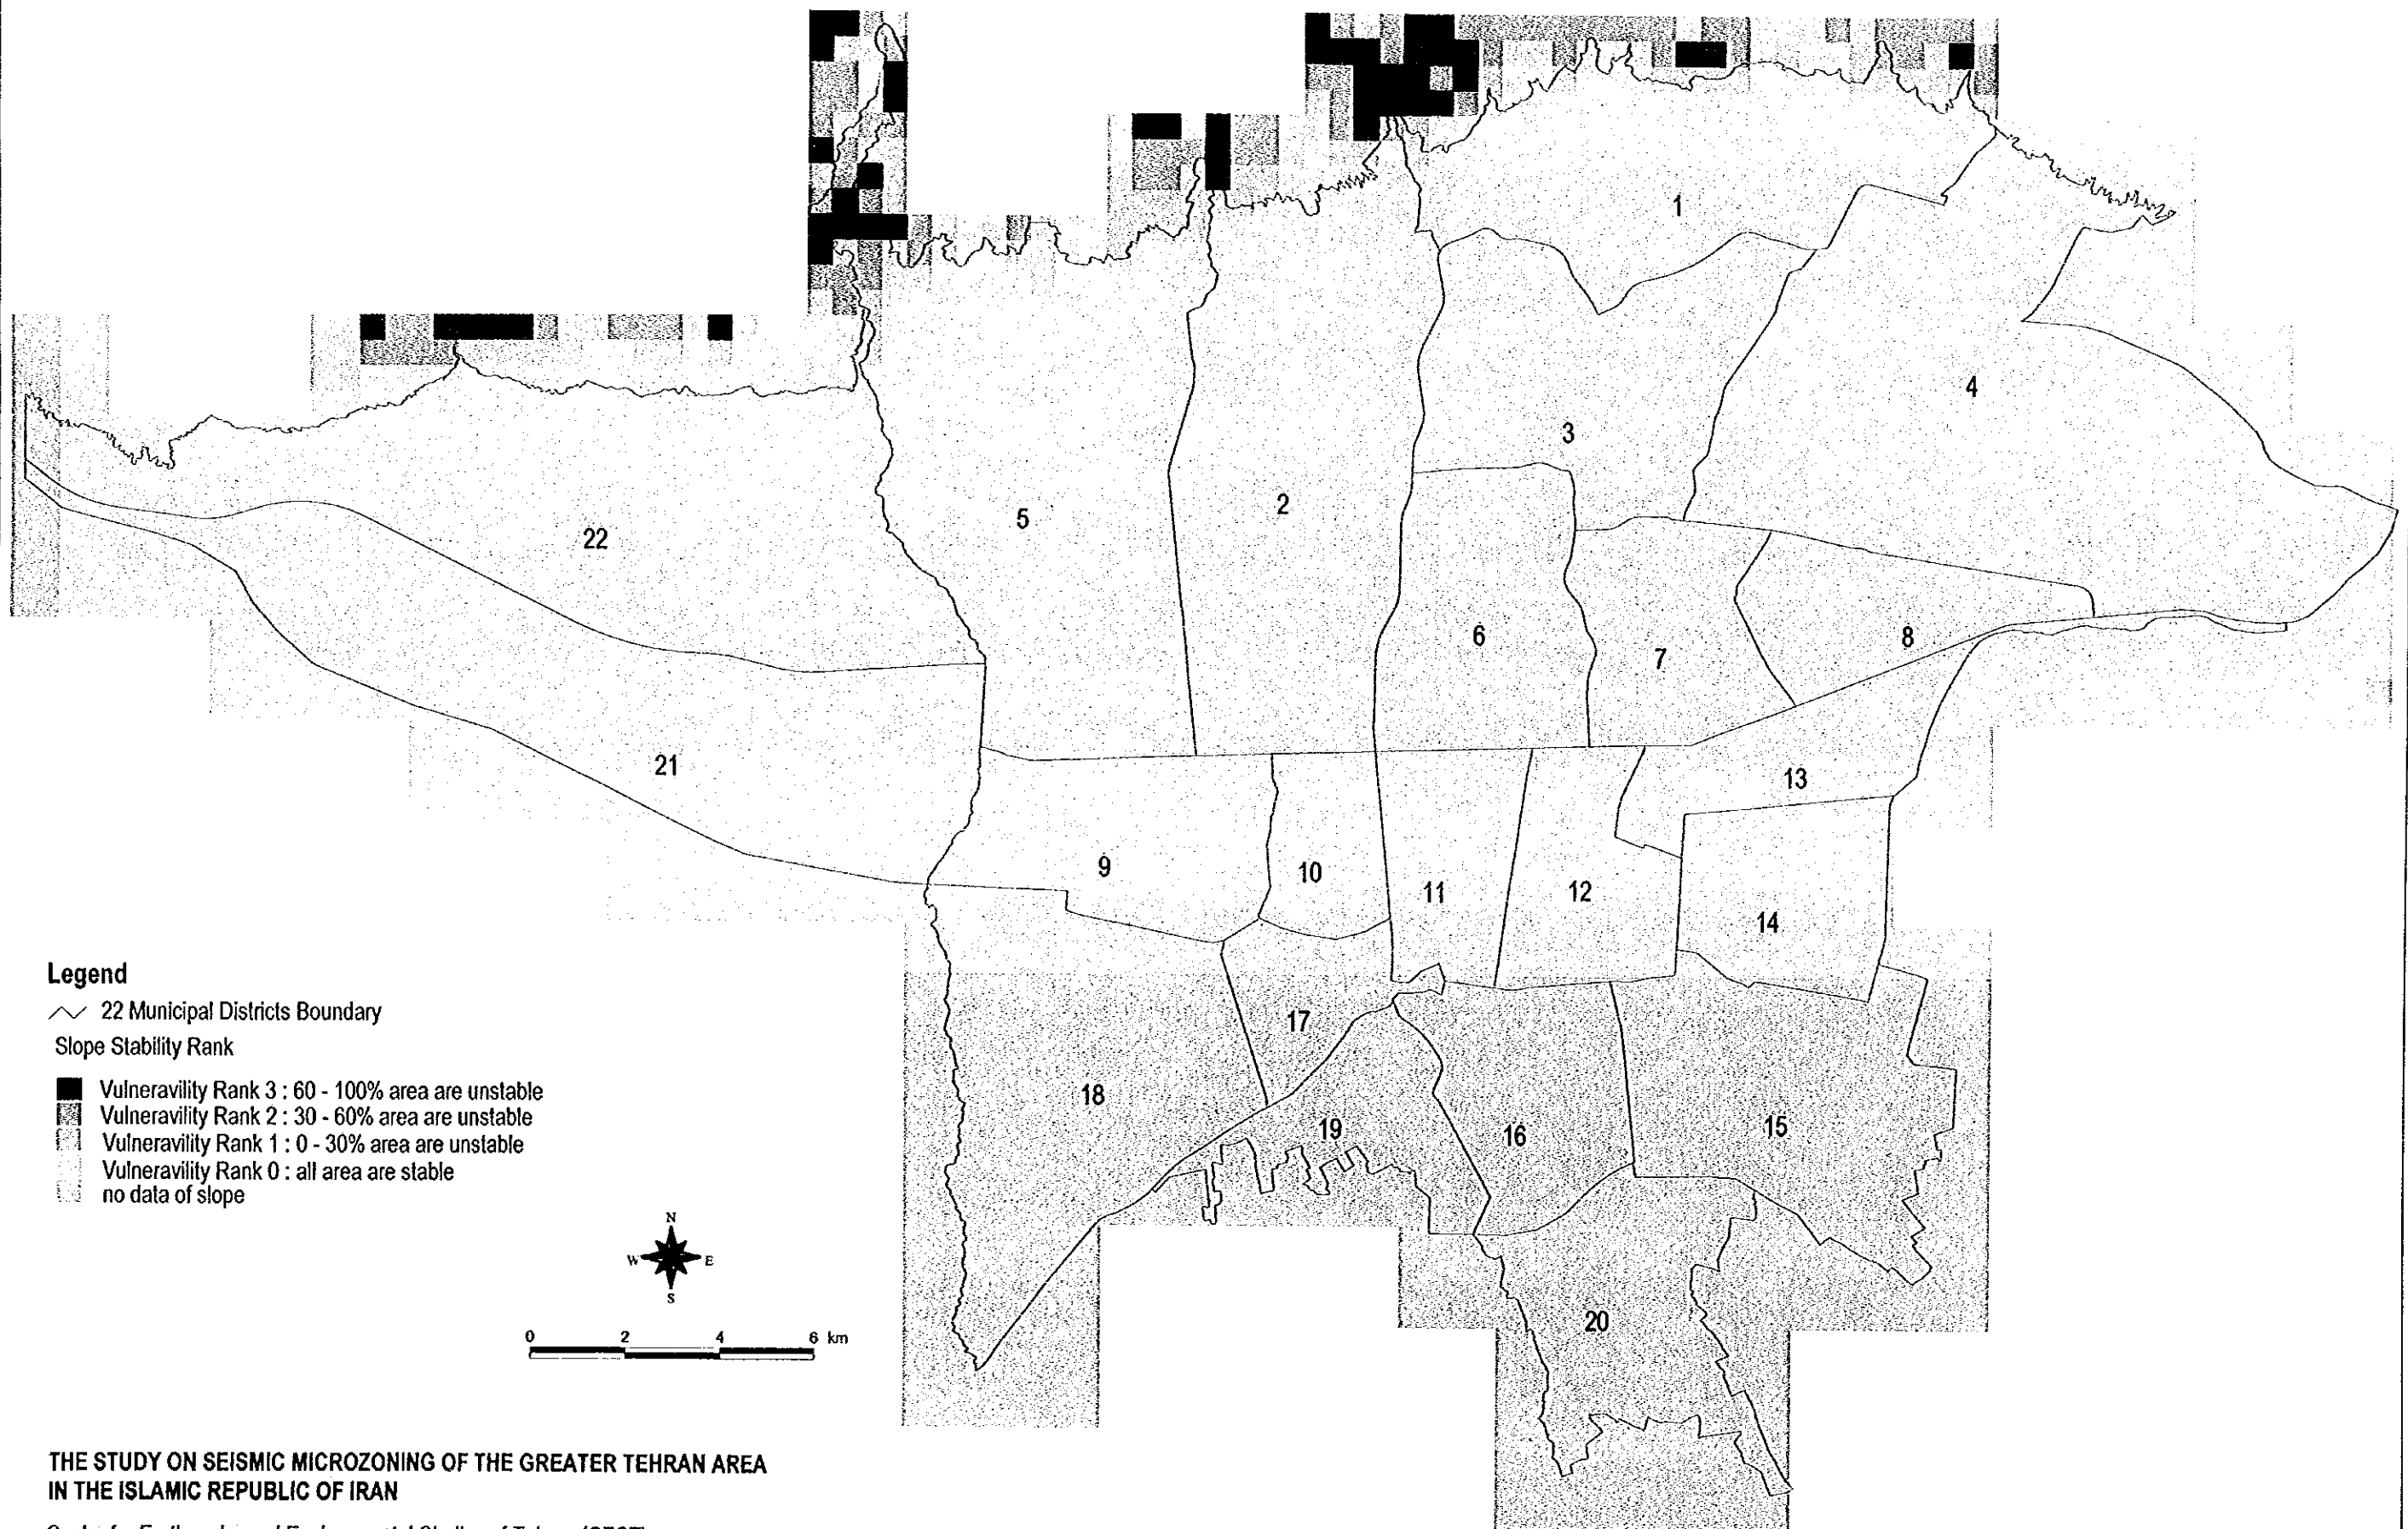 1
4
3
2
5
22
6
8
7
21
13
9
10
11
12
14
17
18
19
16
15
20
Legend
22 Municipal Districts Boundary
Slope Stability Rank
Vulneravility Rank 3 : 60 - 100% area are unstable
Vulneravility Rank 2 : 30 - 60% area are unstable
Vulneravility Rank 1 : 0 - 30% area are unstable
Vulneravility Rank 0 : all area are stable
no data of slope
N
W E
S
0 2 4 6 km
THE STUDY ON SEISMIC MICROZONING OF THE GREATER TEHRAN AREA
IN THE ISLAMIC REPUBLIC OF IRAN